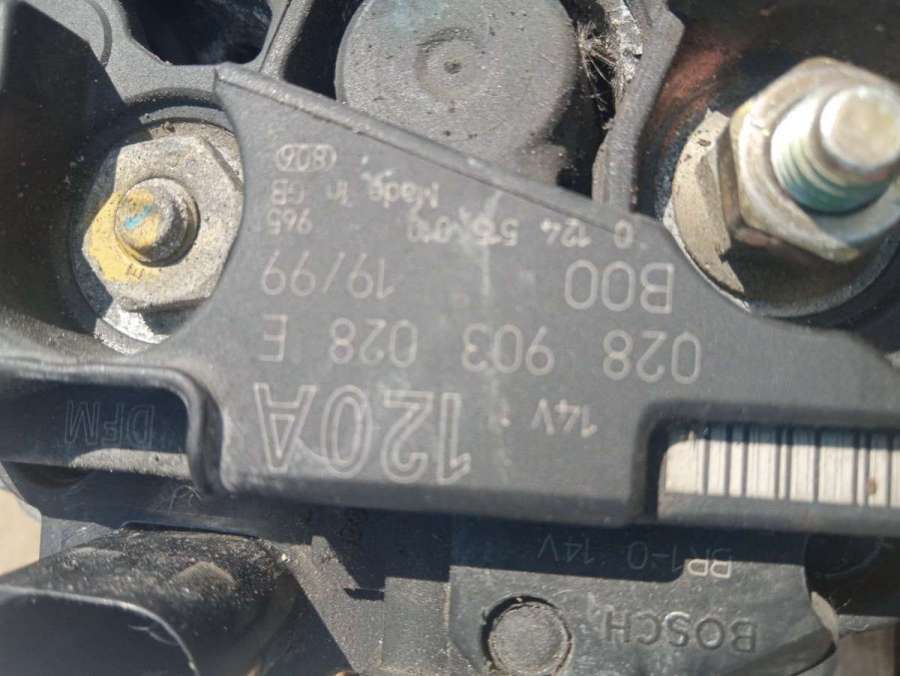 BOSCH
BR1-0 14V
DFM
14V 120A
028 903 028 E
B00 19/99
0 124 515 010 965
Made in GB
806